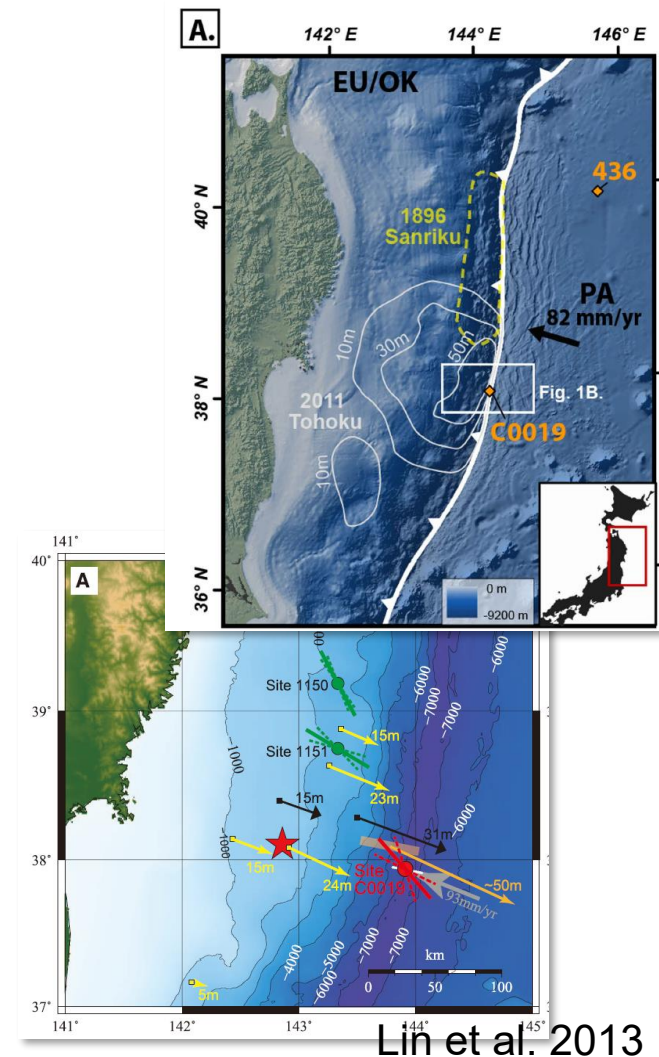 A.
142° E
144° E
146° E
EU/OK
436
40° N
1896
Sanriku
PA
82 mm/yr
10m
30m
50m
38° N
Fig. 1B.
2011
Tohoku
C0019
10m
36° N
0 m
-9200 m
141°
40°
A
Site 1150
-6000
-6000
-7000
-7000
39°
Site 1151
-1000
15m
23m
15m
31m
-6000
38°
-1000
15m
24m
Site
C0019
~50m
93mm/yr
km
0
50
100
-4000
-5000
-6000
-7000
-7000
5m
37°
141°
142°
143°
144°
145°
Lin et al. 2013